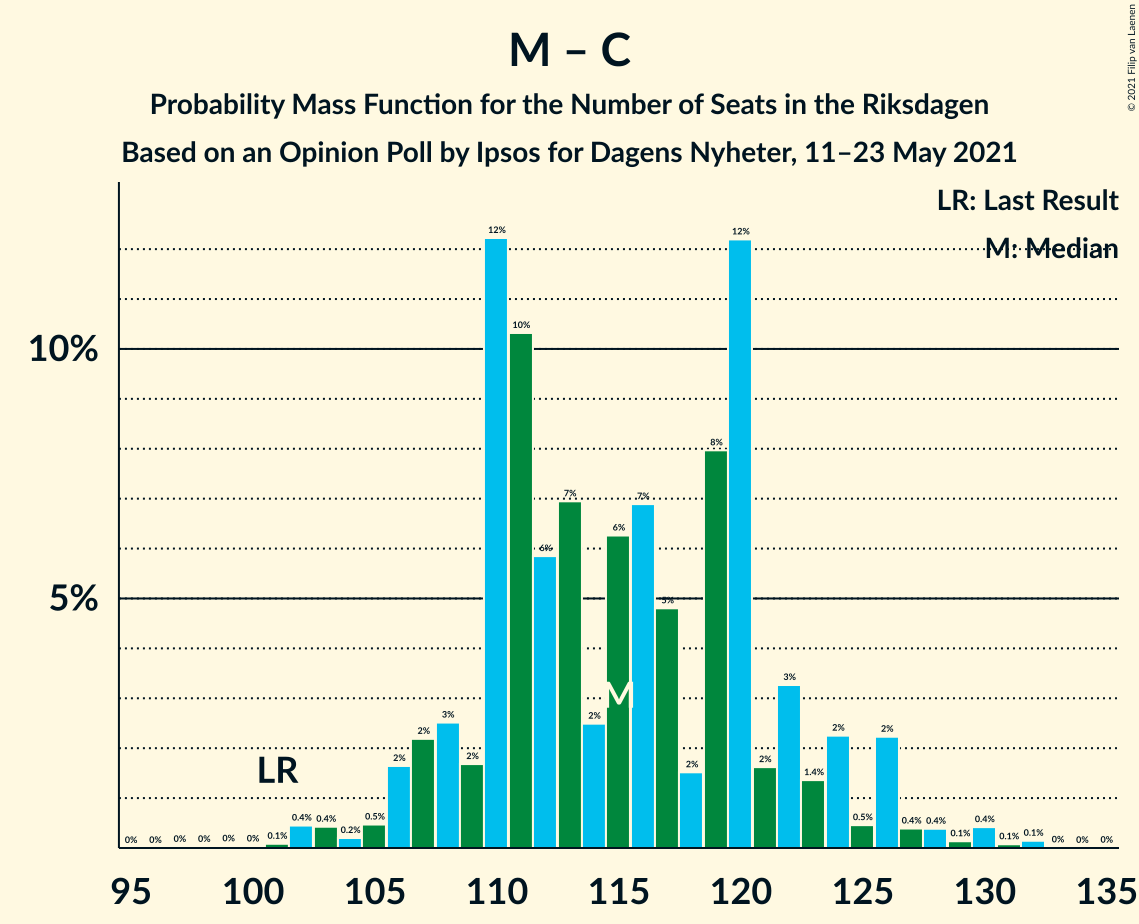 M – C
Probability Mass Function for the Number of Seats in the Riksdagen
Based on an Opinion Poll by Ipsos for Dagens Nyheter, 11–23 May 2021
© 2021 Filip van Laenen
LR: Last Result
M: Median
10%
5%
LR
M
0% 0% 0% 0% 0% 0% 0.1% 0.4% 0.4% 0.2% 0.5% 2% 2% 3% 2% 12% 10% 6% 7% 2% 6% 7% 5% 2% 8% 12% 2% 3% 1.4% 2% 0.5% 2% 0.4% 0.4% 0.1% 0.4% 0.1% 0.1% 0% 0% 0%
95 100 105 110 115 120 125 130 135